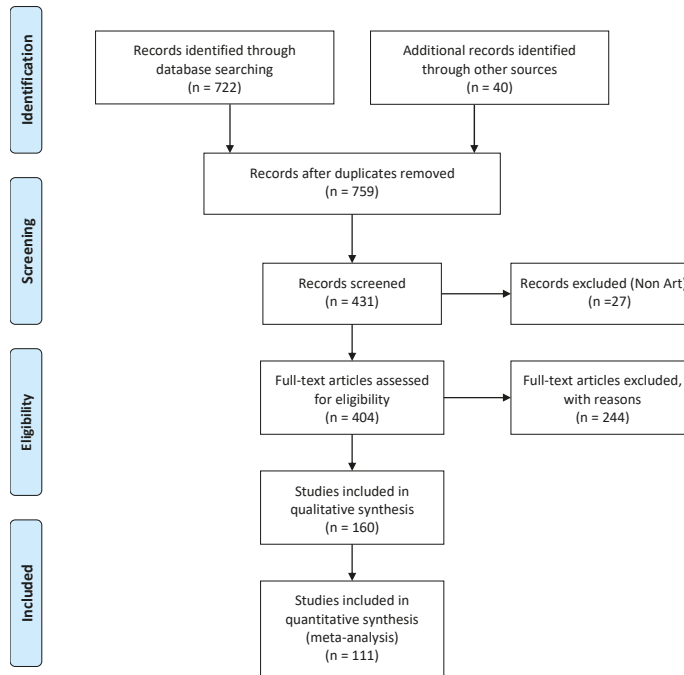 Identification
Records identified through
database searching
(n = 722)
Additional records identified
through other sources
(n = 40)
Records after duplicates removed
(n = 759)
Screening
Records screened
(n = 431)
Records excluded (Non Art)
(n =27)
Eligibility
Full-text articles assessed
for eligibility
(n = 404)
Full-text articles excluded,
with reasons
(n = 244)
Studies included in
qualitative synthesis
(n = 160)
Included
Studies included in
quantitative synthesis
(meta-analysis)
(n = 111)